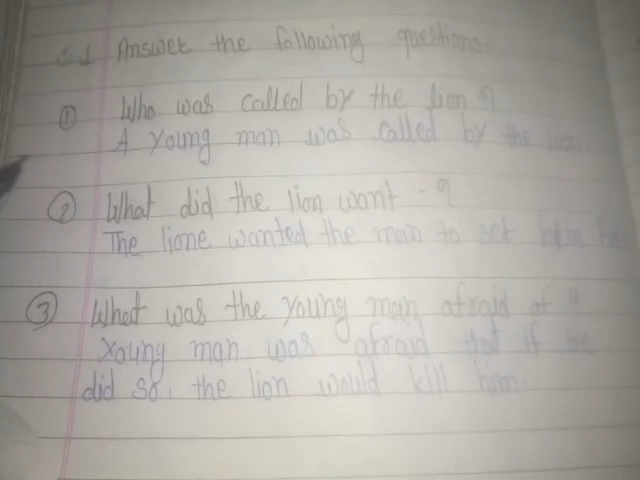 Q.1 Answer the following questions.
① Who was called by the lion ?
A young man was called by the lion.
② What did the lion want - ?
The lione wanted the man to set him
③ What was the young man afraid of ?
Young man was afraid that if he
did so, the lion would kill him.